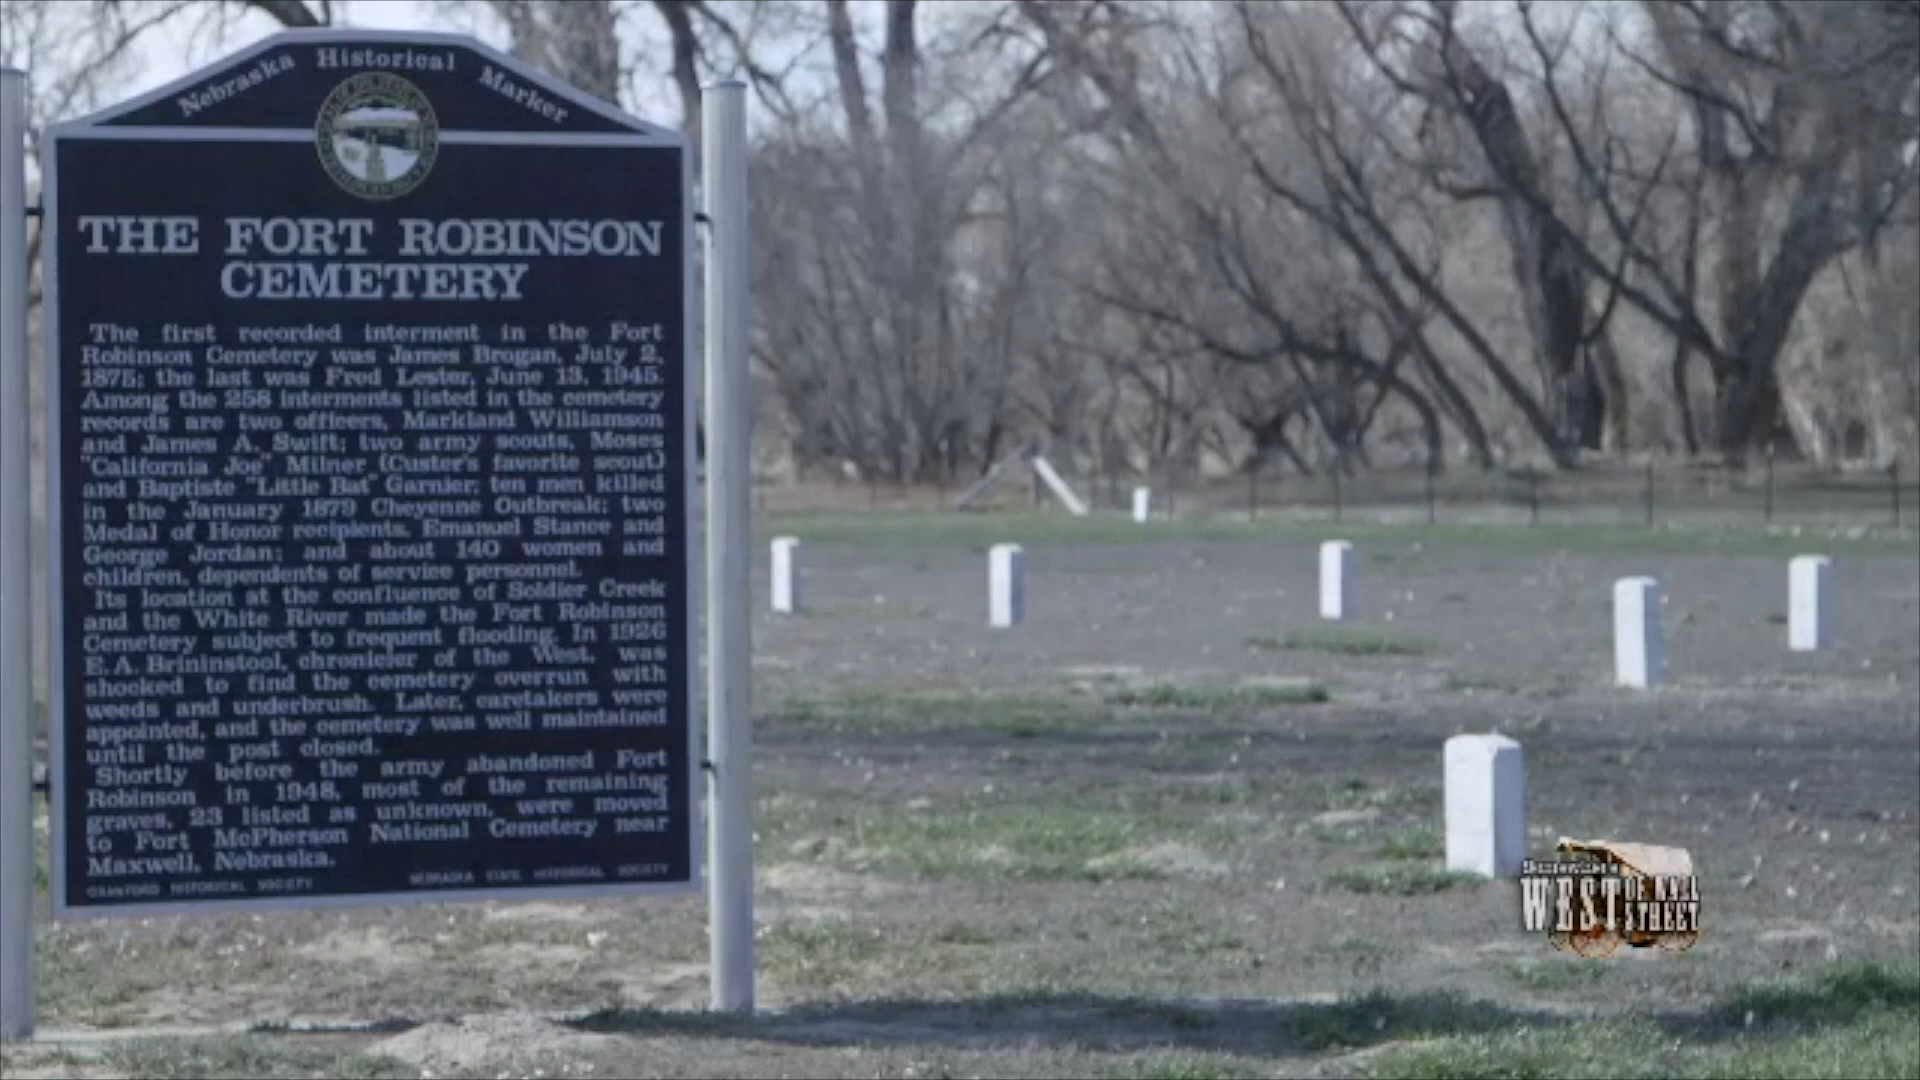 Nebraska Historical Marker
THE FORT ROBINSON
CEMETERY
The first recorded interment in the Fort
Robinson Cemetery was James Brogan, July 2,
1875; the last was Fred Lester, June 13, 1945.
Among the 258 interments listed in the cemetery
records are two officers, Markland Williamson
and James A. Swift; two army scouts, Moses
"California Joe" Milner (Custer's favorite scout)
and Baptiste "Little Bat" Garnier; ten men killed
in the January 1879 Cheyenne Outbreak; two
Medal of Honor recipients, Emanuel Stance and
George Jordan; and about 140 women and
children, dependents of service personnel.
Its location at the confluence of Soldier Creek
and the White River made the Fort Robinson
Cemetery subject to frequent flooding. In 1926
E. A. Brininstool, chronicler of the West, was
shocked to find the cemetery overrun with
weeds and underbrush. Later, caretakers were
appointed, and the cemetery was well maintained
until the post closed.
Shortly before the army abandoned Fort
Robinson in 1948, most of the remaining
graves, 23 listed as unknown, were moved
to Fort McPherson National Cemetery near
Maxwell, Nebraska.
CRAWFORD HISTORICAL SOCIETY NEBRASKA STATE HISTORICAL SOCIETY
WEST OF WALL
STREET